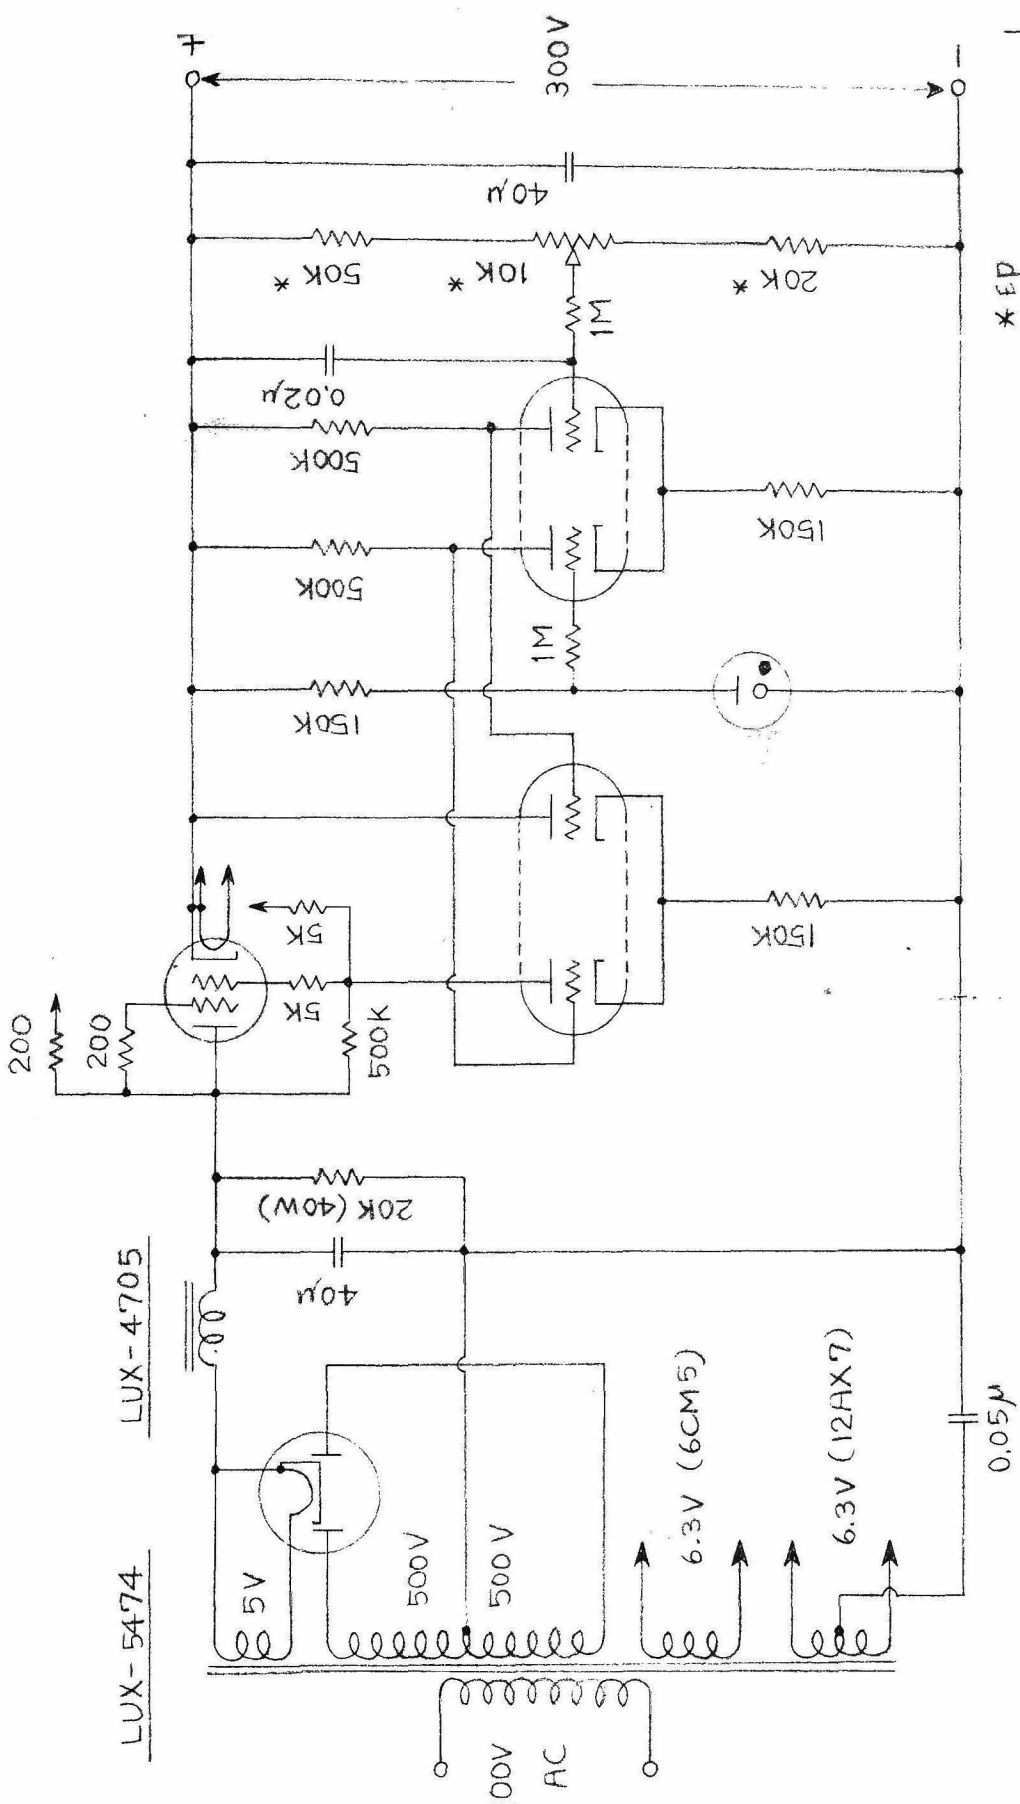 LUX-5474
LUX-4705
200
200
5K
5K
500K
150K
500K
500K
0.02μ
50K *
10K *
20K *
40μ
+
300V
−
1M
1M
150K
150K
20K (40W)
40μ
5V
500V
500V
00V
AC
6.3V (6CM5)
6.3V (12AX7)
0.05μ